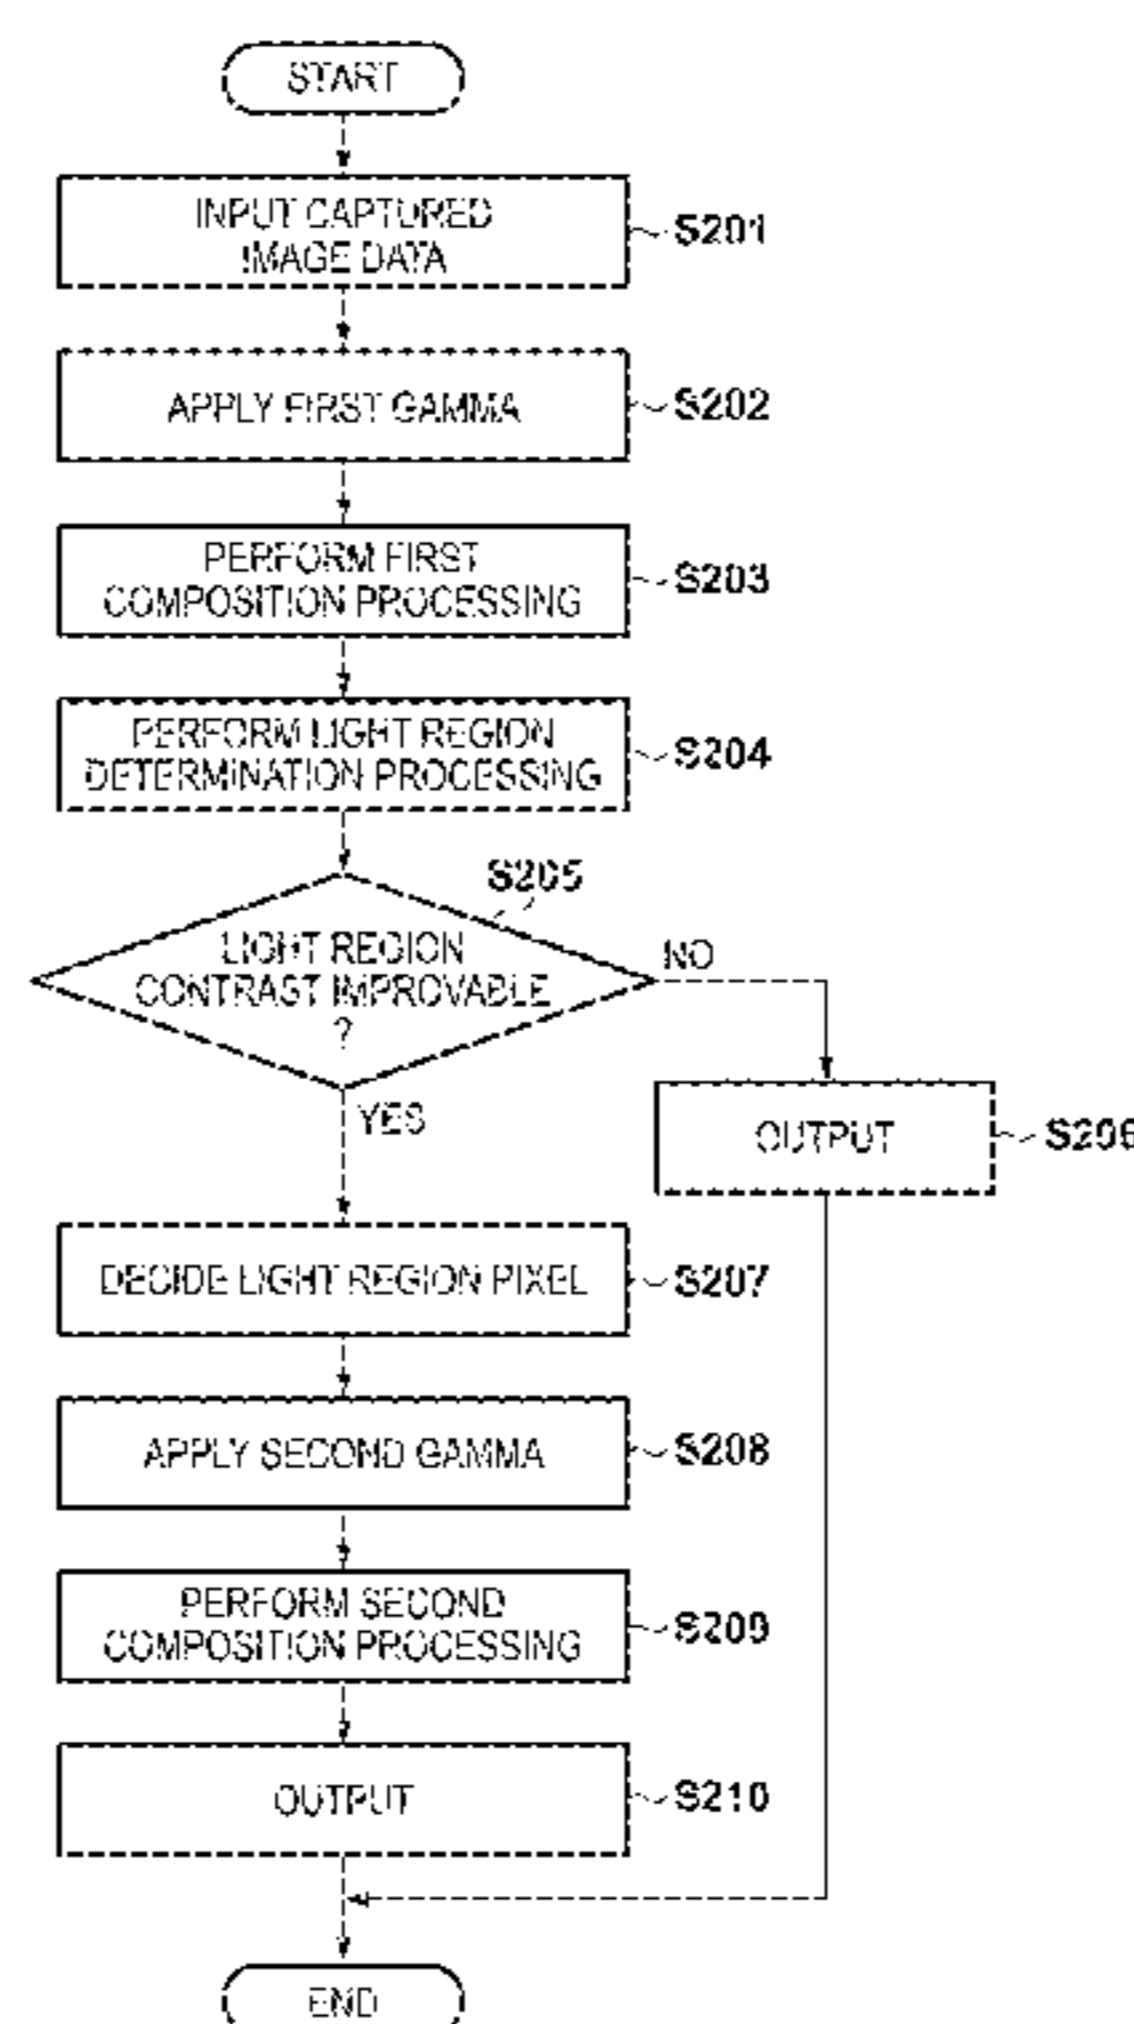 START
INPUT CAPTURED
IMAGE DATA
S201
APPLY FIRST GAMMA
S202
PERFORM FIRST
COMPOSITION PROCESSING
S203
PERFORM LIGHT REGION
DETERMINATION PROCESSING
S204
S205
LIGHT REGION
CONTRAST IMPROVABLE
?
NO
YES
OUTPUT
S206
DECIDE LIGHT REGION PIXEL
S207
APPLY SECOND GAMMA
S208
PERFORM SECOND
COMPOSITION PROCESSING
S209
OUTPUT
S210
END